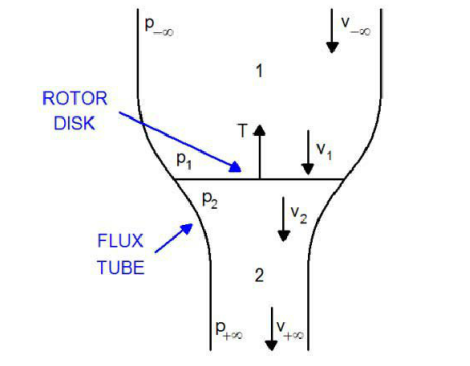 p₋∞
v₋∞
1
ROTOR
DISK
T
v₁
p₁
p₂
v₂
FLUX
TUBE
2
p₊∞
v₊∞